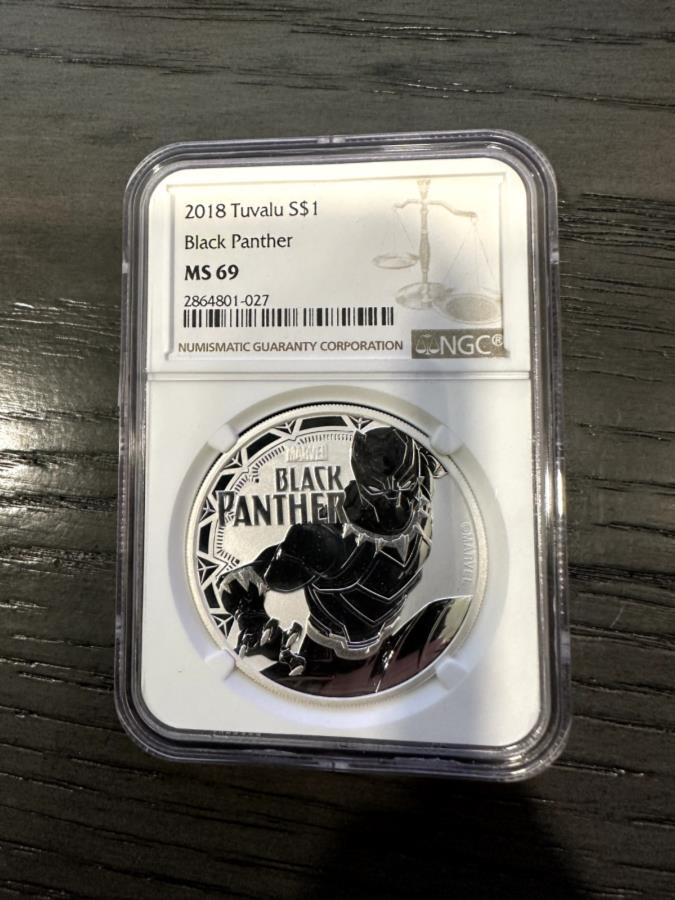 2018 Tuvalu S$1
Black Panther
MS 69
2864801-027
NUMISMATIC GUARANTY CORPORATION
NGC®
MARVEL
BLACK
PANTHER
©MARVEL